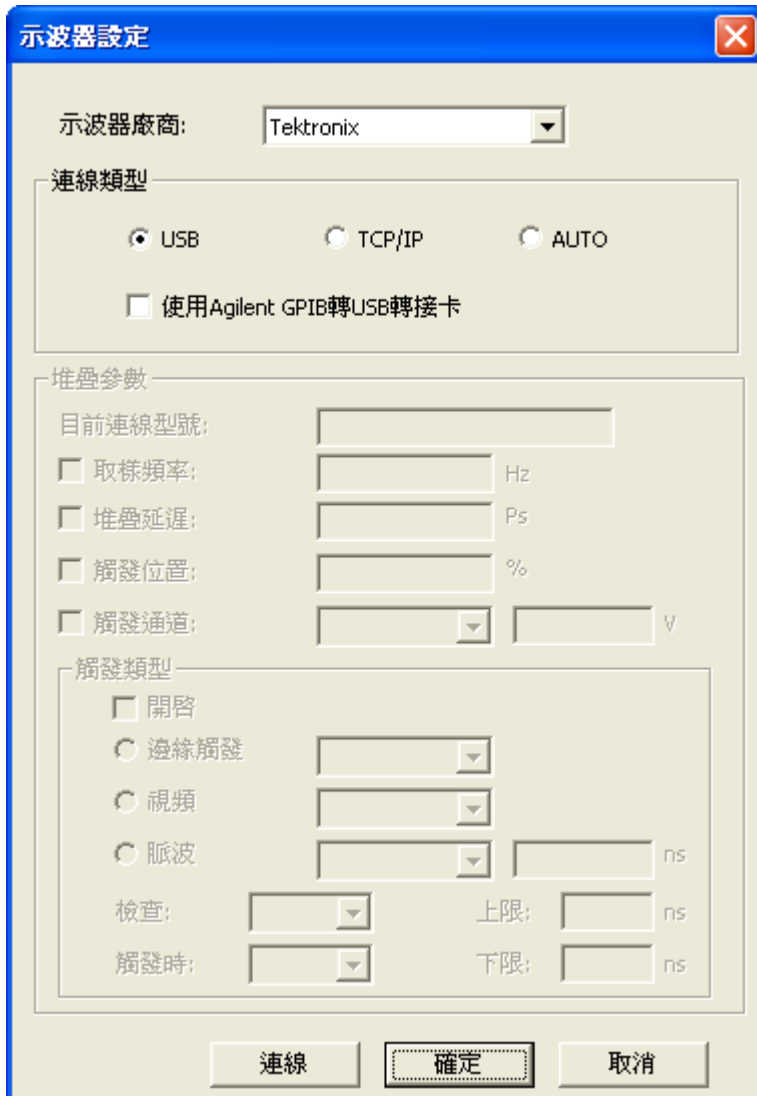 示波器設定
示波器廠商: Tektronix
連線類型
USB TCP/IP AUTO
使用Agilent GPIB轉USB轉接卡
堆疊參數
目前連線型號:
取樣頻率: Hz
堆疊延遲: Ps
觸發位置: %
觸發通道: V
觸發類型
開啓
邊緣觸發
視頻
脈波 ns
檢查: 上限: ns
觸發時: 下限: ns
連線 確定 取消